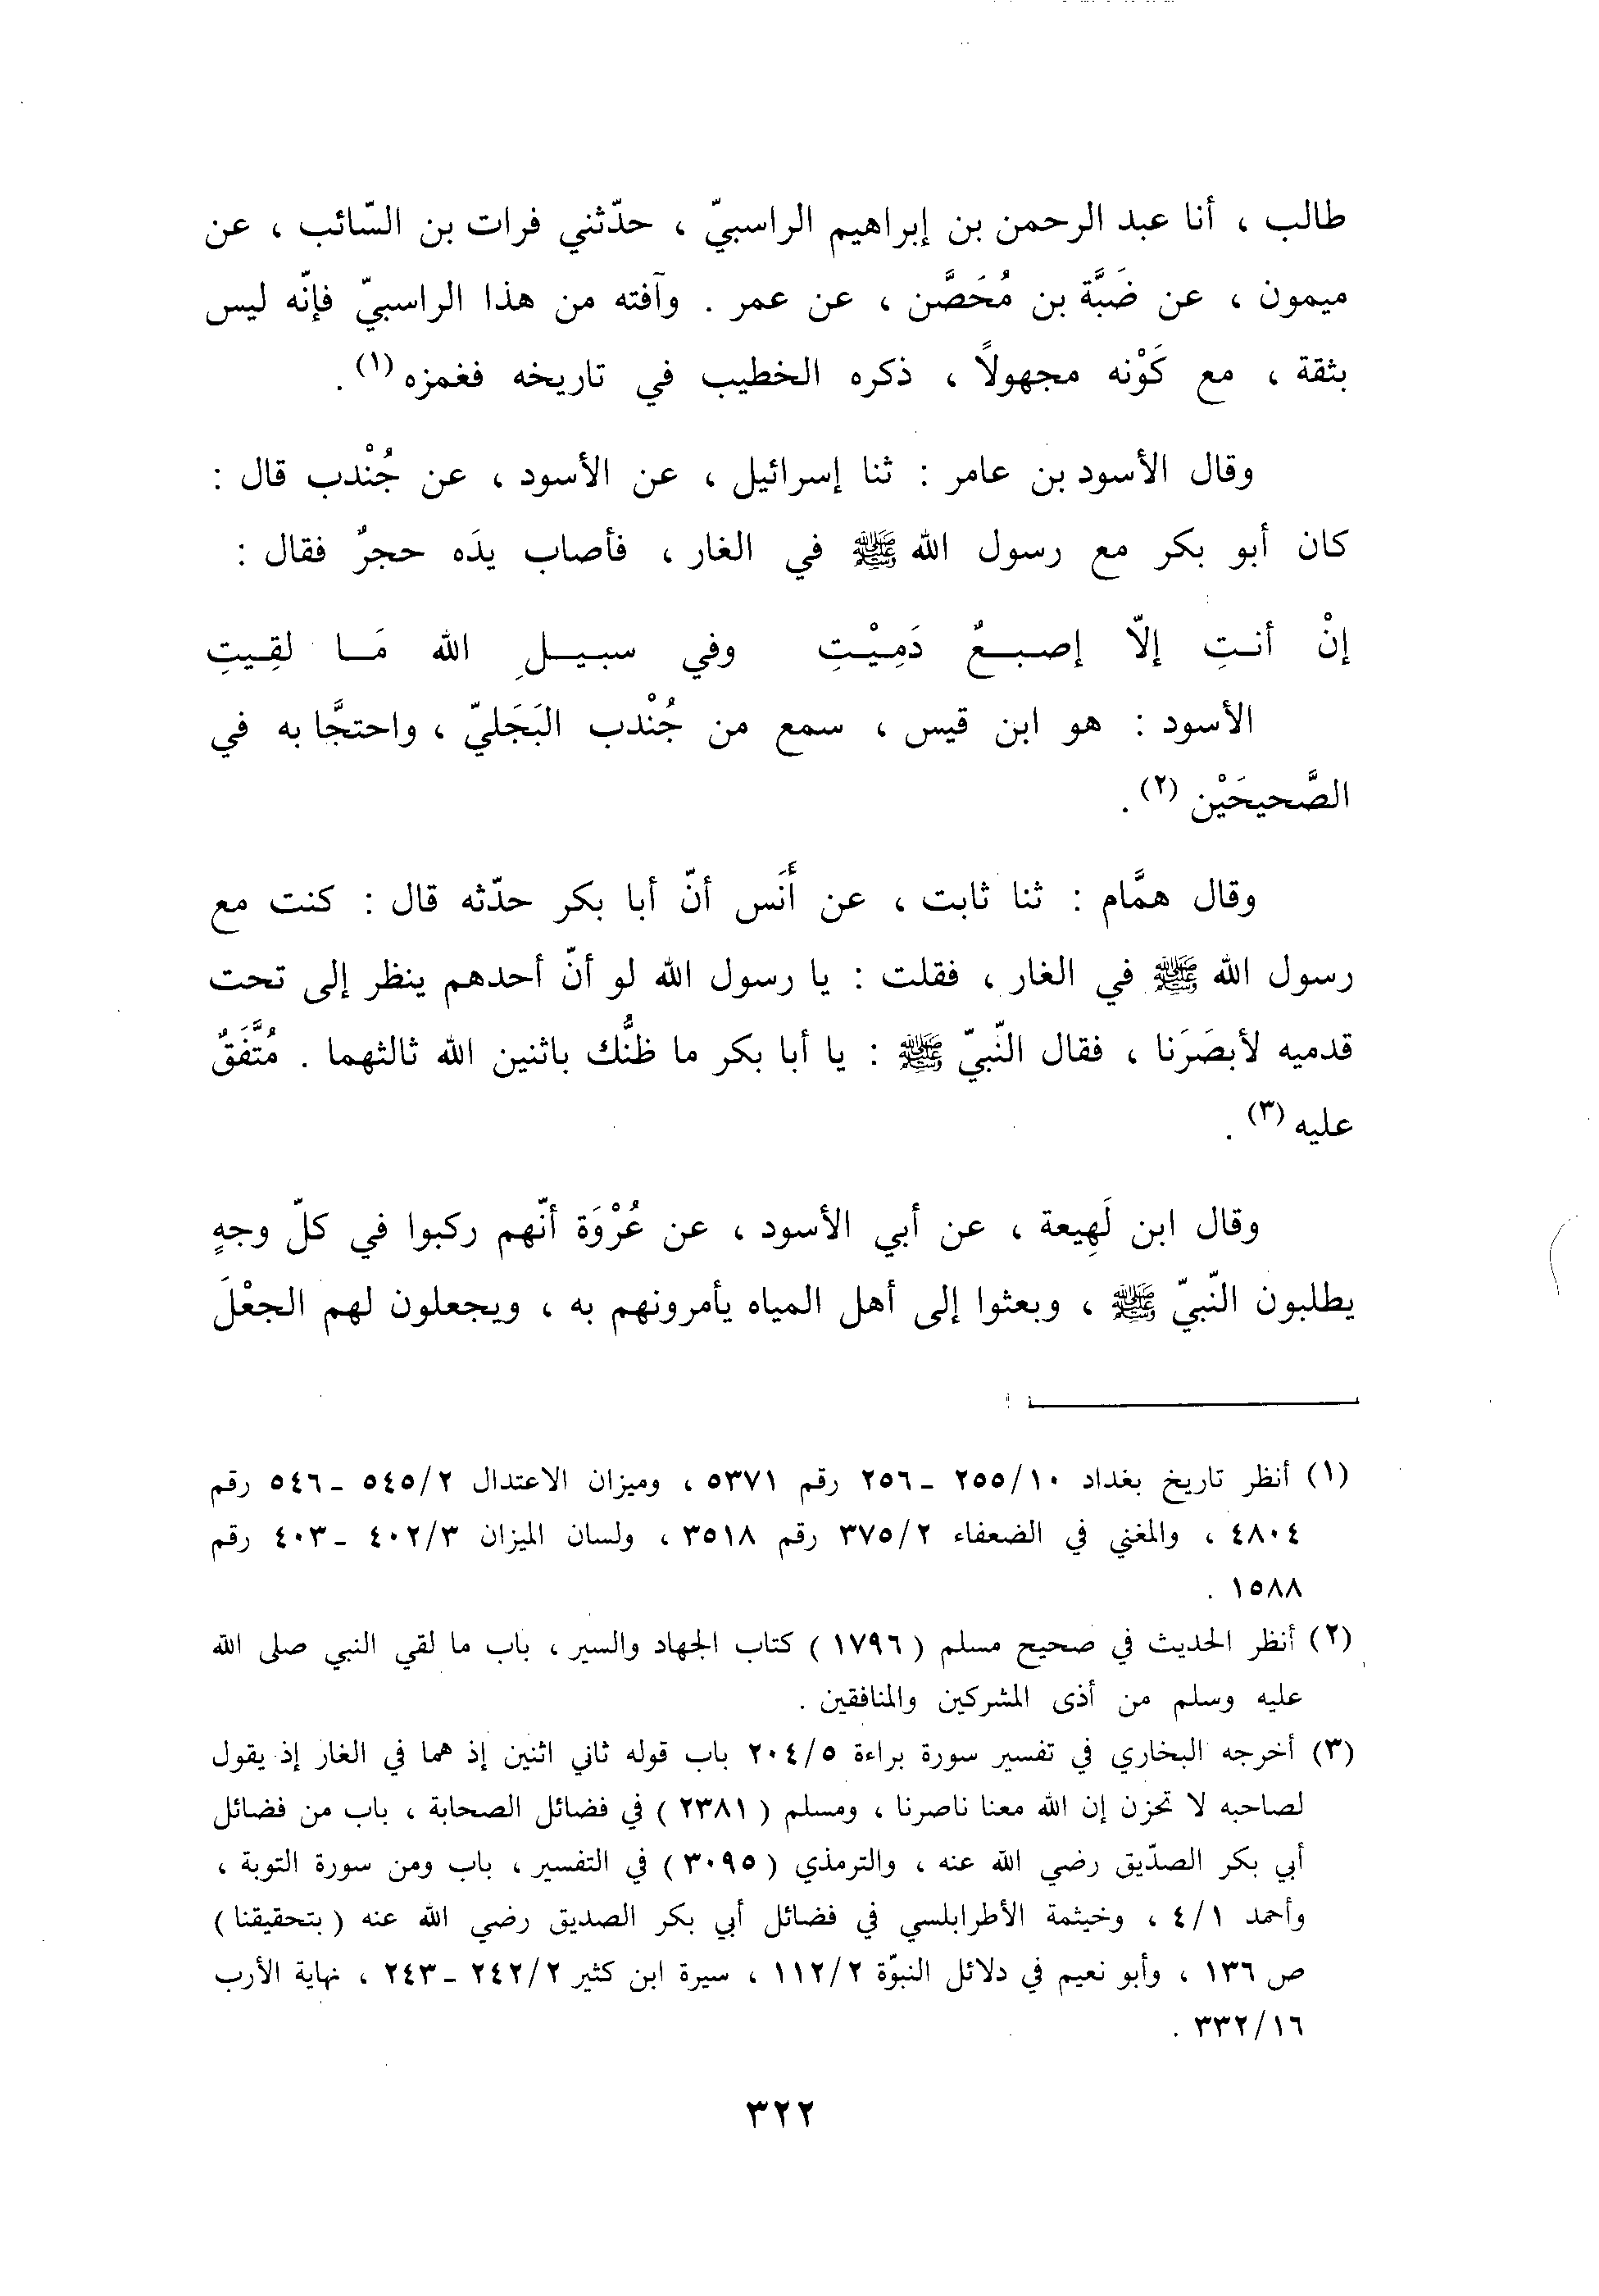 طالب ، أنا عبد الرحمن بن إبراهيم الراسبيّ ، حدّثني فرات بن السّائب ، عن
ميمون ، عن ضَبَّة بن مُحَصَّن ، عن عمر . وآفته من هذا الراسبيّ فإنّه ليس
بثقة ، مع كَوْنه مجهولاً ، ذكره الخطيب في تاريخه فغمزه (١) .
وقال الأسود بن عامر : ثنا إسرائيل ، عن الأسود ، عن جُنْدب قال :
كان أبو بكر مع رسول الله ﷺ في الغار ، فأصاب يدَه حجرٌ فقال :
إنْ أنـتِ إلاّ إصبـعٌ دَمِيْـتِ وفي سبيـلِ الله مَـا لقِـيتِ
الأسود : هو ابن قيس ، سمع من جُنْدب البَجَليّ ، واحتجَّا به في
الصَّحيحَيْن (٢) .
وقال همَّام : ثنا ثابت ، عن أَنَس أنّ أبا بكر حدّثه قال : كنت مع
رسول الله ﷺ في الغار ، فقلت : يا رسول الله لو أنّ أحدهم ينظر إلى تحت
قدميه لأبصَرَنا ، فقال النّبيّ ﷺ : يا أبا بكر ما ظنُّك باثنين الله ثالثهما . مُتَّفَقٌ
عليه (٣) .
وقال ابن لَهِيعة ، عن أبي الأسود ، عن عُرْوَة أنّهم ركبوا في كلّ وجهٍ
يطلبون النّبيّ ﷺ ، وبعثوا إلى أهل المياه يأمرونهم به ، ويجعلون لهم الجعْلَ
(١) أنظر تاريخ بغداد ١٠/ ٢٥٥ - ٢٥٦ رقم ٥٣٧١ ، وميزان الاعتدال ٢/ ٥٤٥ - ٥٤٦ رقم
٤٨٠٤ ، والمغني في الضعفاء ٢/ ٣٧٥ رقم ٣٥١٨ ، ولسان الميزان ٣/ ٤٠٢ - ٤٠٣ رقم
١٥٨٨ .
(٢) أنظر الحديث في صحيح مسلم ( ١٧٩٦ ) كتاب الجهاد والسير ، باب ما لقي النبي صلى الله
عليه وسلم من أذى المشركين والمنافقين .
(٣) أخرجه البخاري في تفسير سورة براءة ٥/ ٢٠٤ باب قوله ثاني اثنين إذ هما في الغار إذ يقول
لصاحبه لا تحزن إن الله معنا ناصرنا ، ومسلم ( ٢٣٨١ ) في فضائل الصحابة ، باب من فضائل
أبي بكر الصدّيق رضي الله عنه ، والترمذي ( ٣٠٩٥ ) في التفسير ، باب ومن سورة التوبة ،
وأحمد ١/ ٤ ، وخيثمة الأطرابلسي في فضائل أبي بكر الصديق رضي الله عنه ( بتحقيقنا )
ص ١٣٦ ، وأبو نعيم في دلائل النبوّة ٢/ ١١٢ ، سيرة ابن كثير ٢/ ٢٤٢ - ٢٤٣ ، نهاية الأرب
١٦/ ٣٣٢ .
٣٢٢